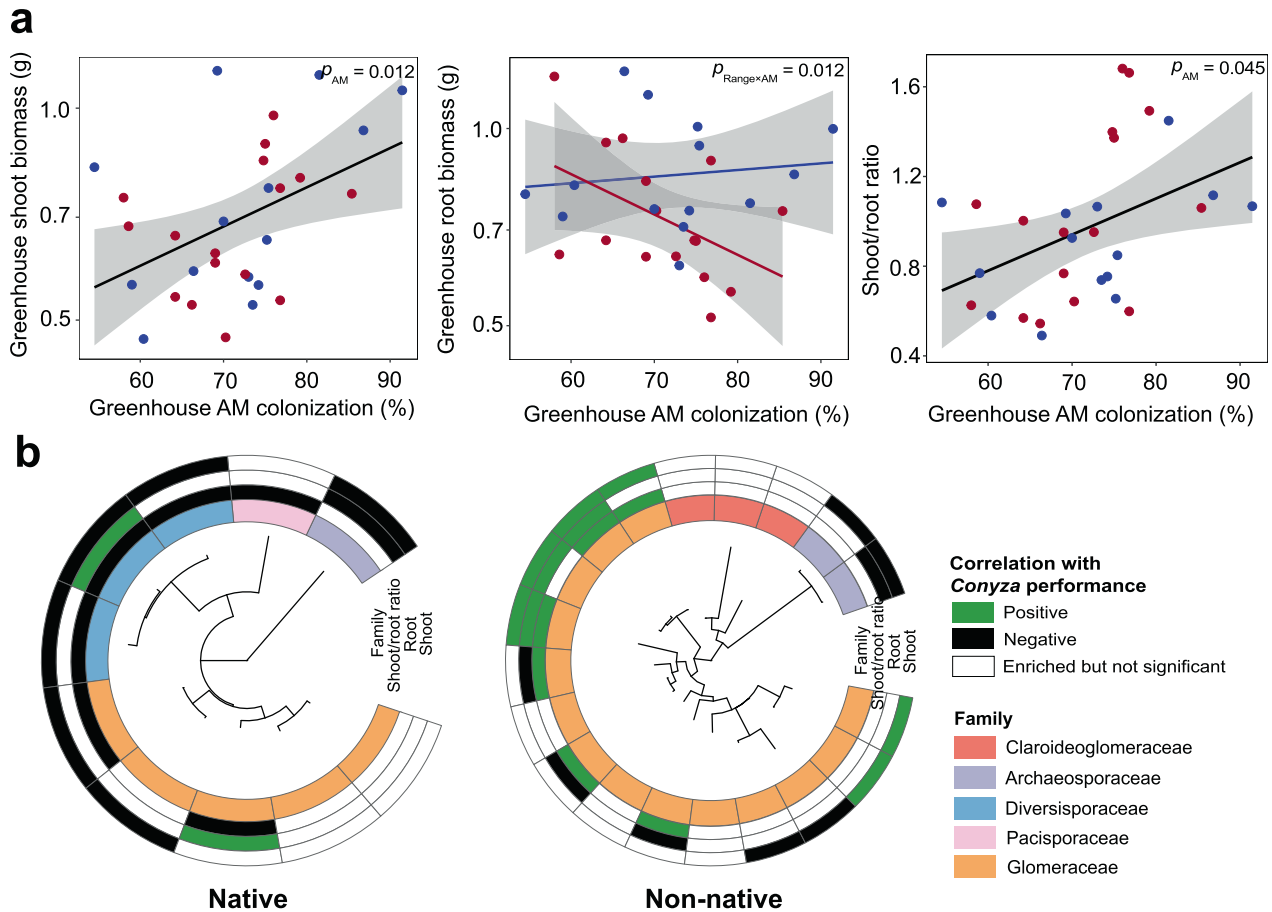 a
Greenhouse shoot biomass (g)
1.0
0.7
0.5
pAM = 0.012
60 70 80 90
Greenhouse AM colonization (%)
Greenhouse root biomass (g)
1.0
0.7
0.5
pRange×AM = 0.012
60 70 80 90
Greenhouse AM colonization (%)
Shoot/root ratio
1.6
1.2
0.8
0.4
pAM = 0.045
60 70 80 90
Greenhouse AM colonization (%)
b
Family
Shoot/root ratio
Root
Shoot
Native
Family
Shoot/root ratio
Root
Shoot
Non-native
Correlation with
Conyza performance
Positive
Negative
Enriched but not significant
Family
Claroideoglomeraceae
Archaeosporaceae
Diversisporaceae
Pacisporaceae
Glomeraceae